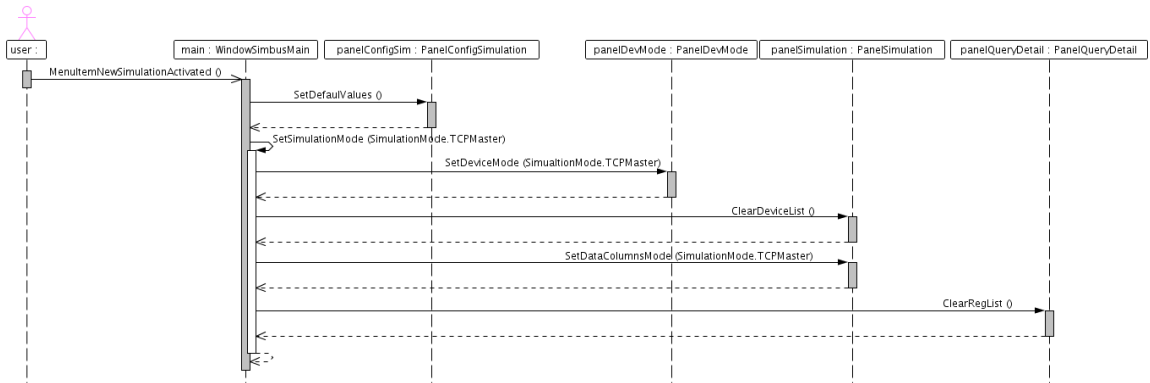 user :
main : WindowSimbusMain
panelConfigSim : PanelConfigSimulation
panelDevMode : PanelDevMode
panelSimulation : PanelSimulation
panelQueryDetail : PanelQueryDetail
MenuItemNewSimulationActivated ()
SetDefaulValues ()
SetSimulationMode (SimulationMode.TCPMaster)
SetDeviceMode (SimualtionMode.TCPMaster)
ClearDeviceList ()
SetDataColumnsMode (SimulationMode.TCPMaster)
ClearRegList ()